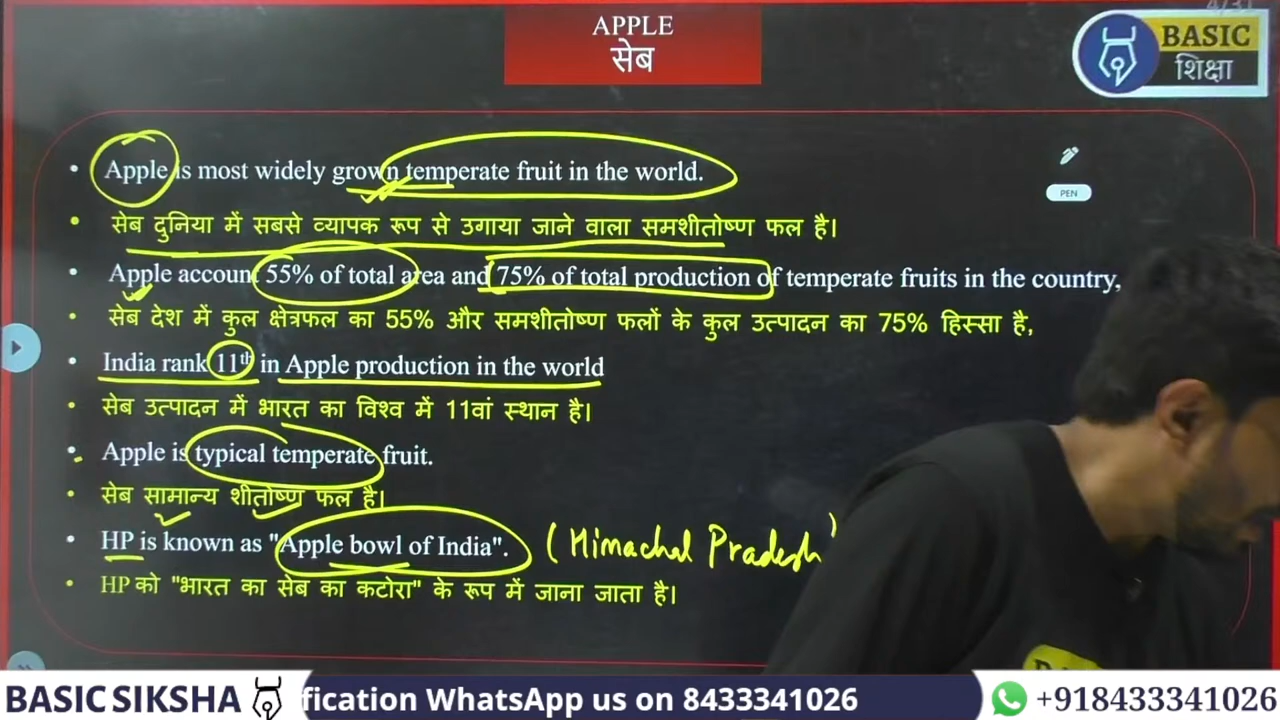 4/31
APPLE
सेब
BASIC
शिक्षा
• Apple is most widely grown temperate fruit in the world.
PEN
• सेब दुनिया में सबसे व्यापक रूप से उगाया जाने वाला समशीतोष्ण फल है।
• Apple account 55% of total area and 75% of total production of temperate fruits in the country,
• सेब देश में कुल क्षेत्रफल का 55% और समशीतोष्ण फलों के कुल उत्पादन का 75% हिस्सा है,
• India rank 11th in Apple production in the world
• सेब उत्पादन में भारत का विश्व में 11वां स्थान है।
• Apple is typical temperate fruit.
• सेब सामान्य शीतोष्ण फल है।
• HP is known as "Apple bowl of India". (Himachal Pradesh)
• HP को "भारत का सेब का कटोरा" के रूप में जाना जाता है।
BASIC SIKSHA fication WhatsApp us on 8433341026 +918433341026